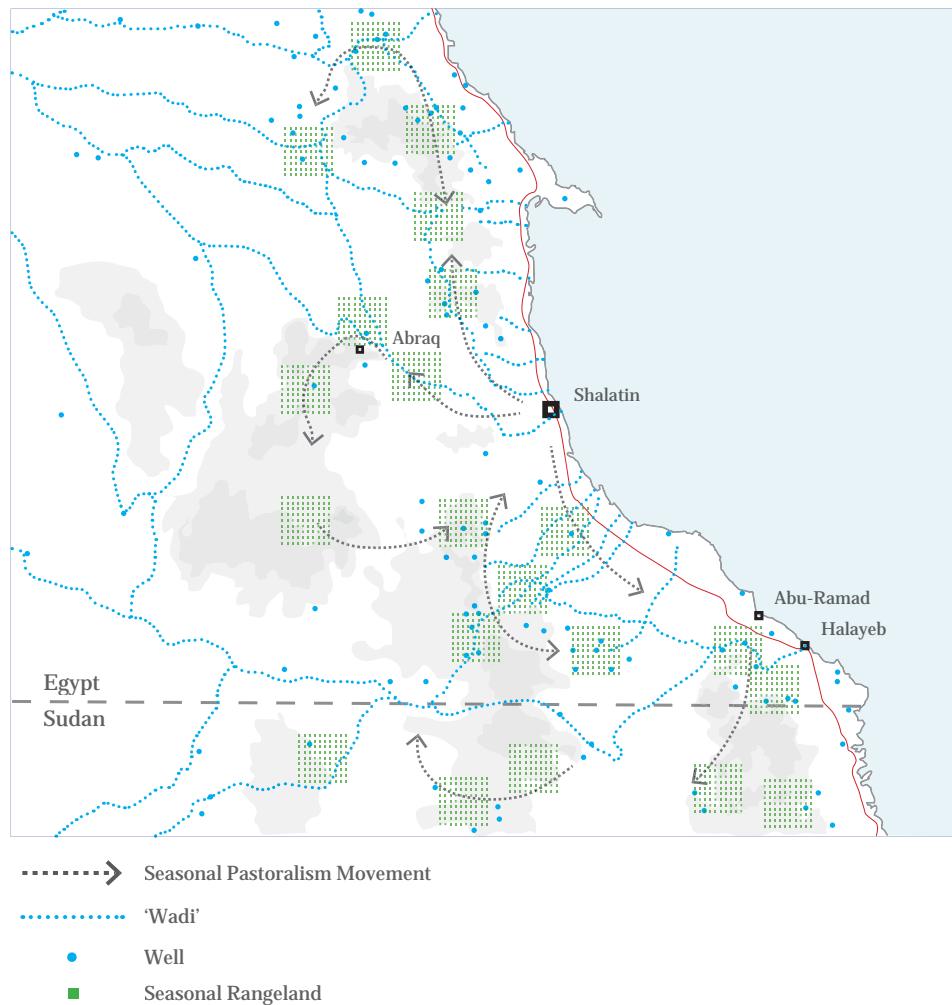 Abraq
Shalatin
Abu-Ramad
Halayeb
Egypt
Sudan
Seasonal Pastoralism Movement
‘Wadi’
Well
Seasonal Rangeland